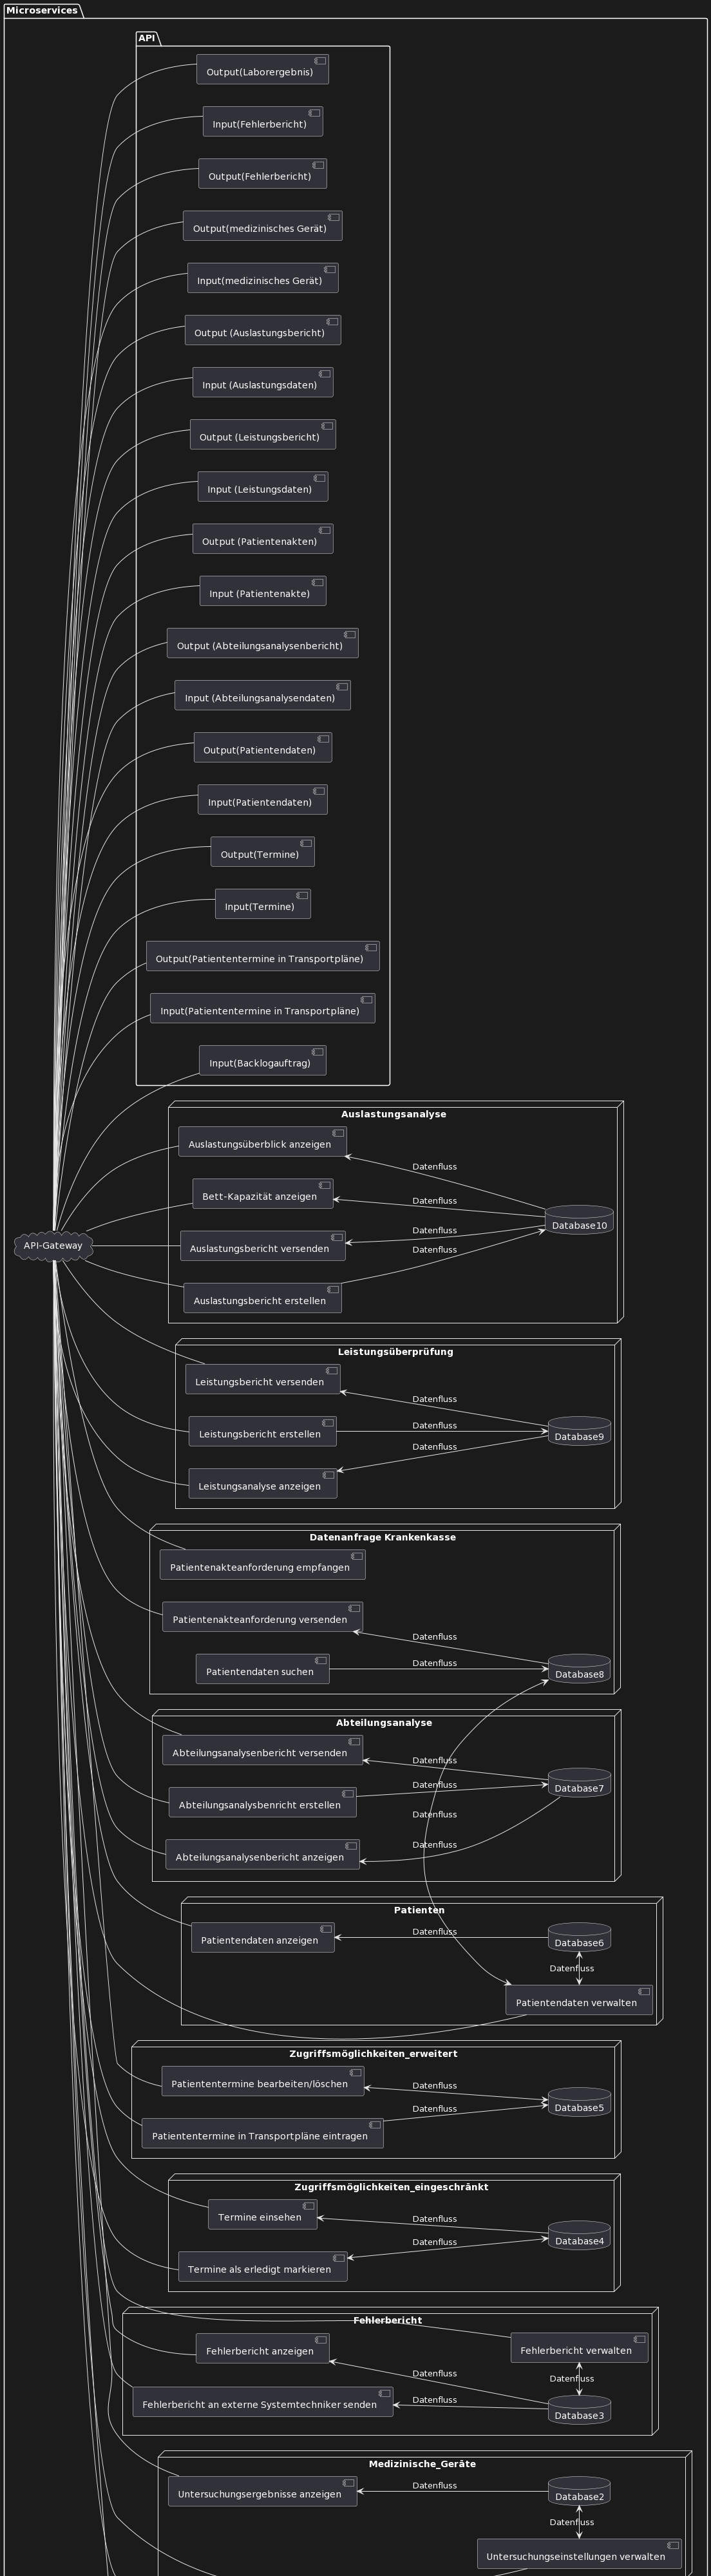 Microservices
API
Output(Laborergebnis)
Input(Fehlerbericht)
Output(Fehlerbericht)
Output(medizinisches Gerät)
Input(medizinisches Gerät)
Output (Auslastungsbericht)
Input (Auslastungsdaten)
Output (Leistungsbericht)
Input (Leistungsdaten)
Output (Patientenakten)
Input (Patientenakte)
Output (Abteilungsanalysenbericht)
Input (Abteilungsanalysendaten)
Output(Patientendaten)
Input(Patientendaten)
Output(Termine)
Input(Termine)
Output(Patiententermine in Transportpläne)
Input(Patiententermine in Transportpläne)
Input(Backlogauftrag)
API-Gateway
Auslastungsanalyse
Auslastungsüberblick anzeigen
Datenfluss
Bett-Kapazität anzeigen
Datenfluss
Database10
Auslastungsbericht versenden
Datenfluss
Datenfluss
Auslastungsbericht erstellen
Leistungsüberprüfung
Leistungsbericht versenden
Datenfluss
Leistungsbericht erstellen
Datenfluss
Database9
Datenfluss
Leistungsanalyse anzeigen
Datenanfrage Krankenkasse
Patientenakteanforderung empfangen
Patientenakteanforderung versenden
Datenfluss
Patientendaten suchen
Datenfluss
Database8
Abteilungsanalyse
Abteilungsanalysenbericht versenden
Datenfluss
Datenfluss
Database7
Abteilungsanalysbenricht erstellen
Datenfluss
Datenfluss
Abteilungsanalysenbericht anzeigen
Patienten
Patientendaten anzeigen
Datenfluss
Database6
Datenfluss
Patientendaten verwalten
Zugriffsmöglichkeiten_erweitert
Patiententermine bearbeiten/löschen
Datenfluss
Database5
Datenfluss
Patiententermine in Transportpläne eintragen
Zugriffsmöglichkeiten_eingeschränkt
Termine einsehen
Datenfluss
Database4
Datenfluss
Termine als erledigt markieren
Fehlerbericht
Fehlerbericht anzeigen
Fehlerbericht verwalten
Datenfluss
Datenfluss
Fehlerbericht an externe Systemtechniker senden
Datenfluss
Database3
Medizinische_Geräte
Untersuchungsergebnisse anzeigen
Datenfluss
Database2
Datenfluss
Untersuchungseinstellungen verwalten